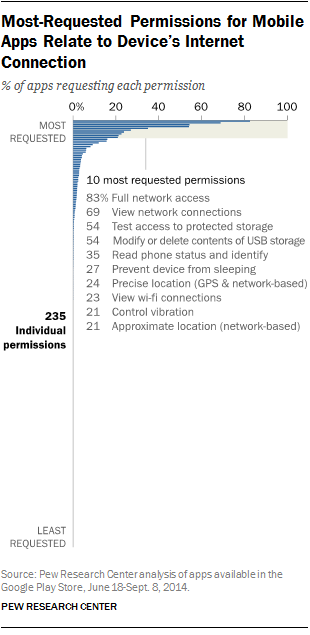 Most-Requested Permissions for Mobile
Apps Relate to Device's Internet
Connection
% of apps requesting each permission
0% 20 40 60 80 100
MOST
REQUESTED
10 most requested permissions
83% Full network access
69 View network connections
54 Test access to protected storage
54 Modify or delete contents of USB storage
35 Read phone status and identify
27 Prevent device from sleeping
24 Precise location (GPS & network-based)
23 View wi-fi connections
21 Control vibration
21 Approximate location (network-based)
235
Individual
permissions
LEAST
REQUESTED
Source: Pew Research Center analysis of apps available in the
Google Play Store, June 18-Sept. 8, 2014.
PEW RESEARCH CENTER